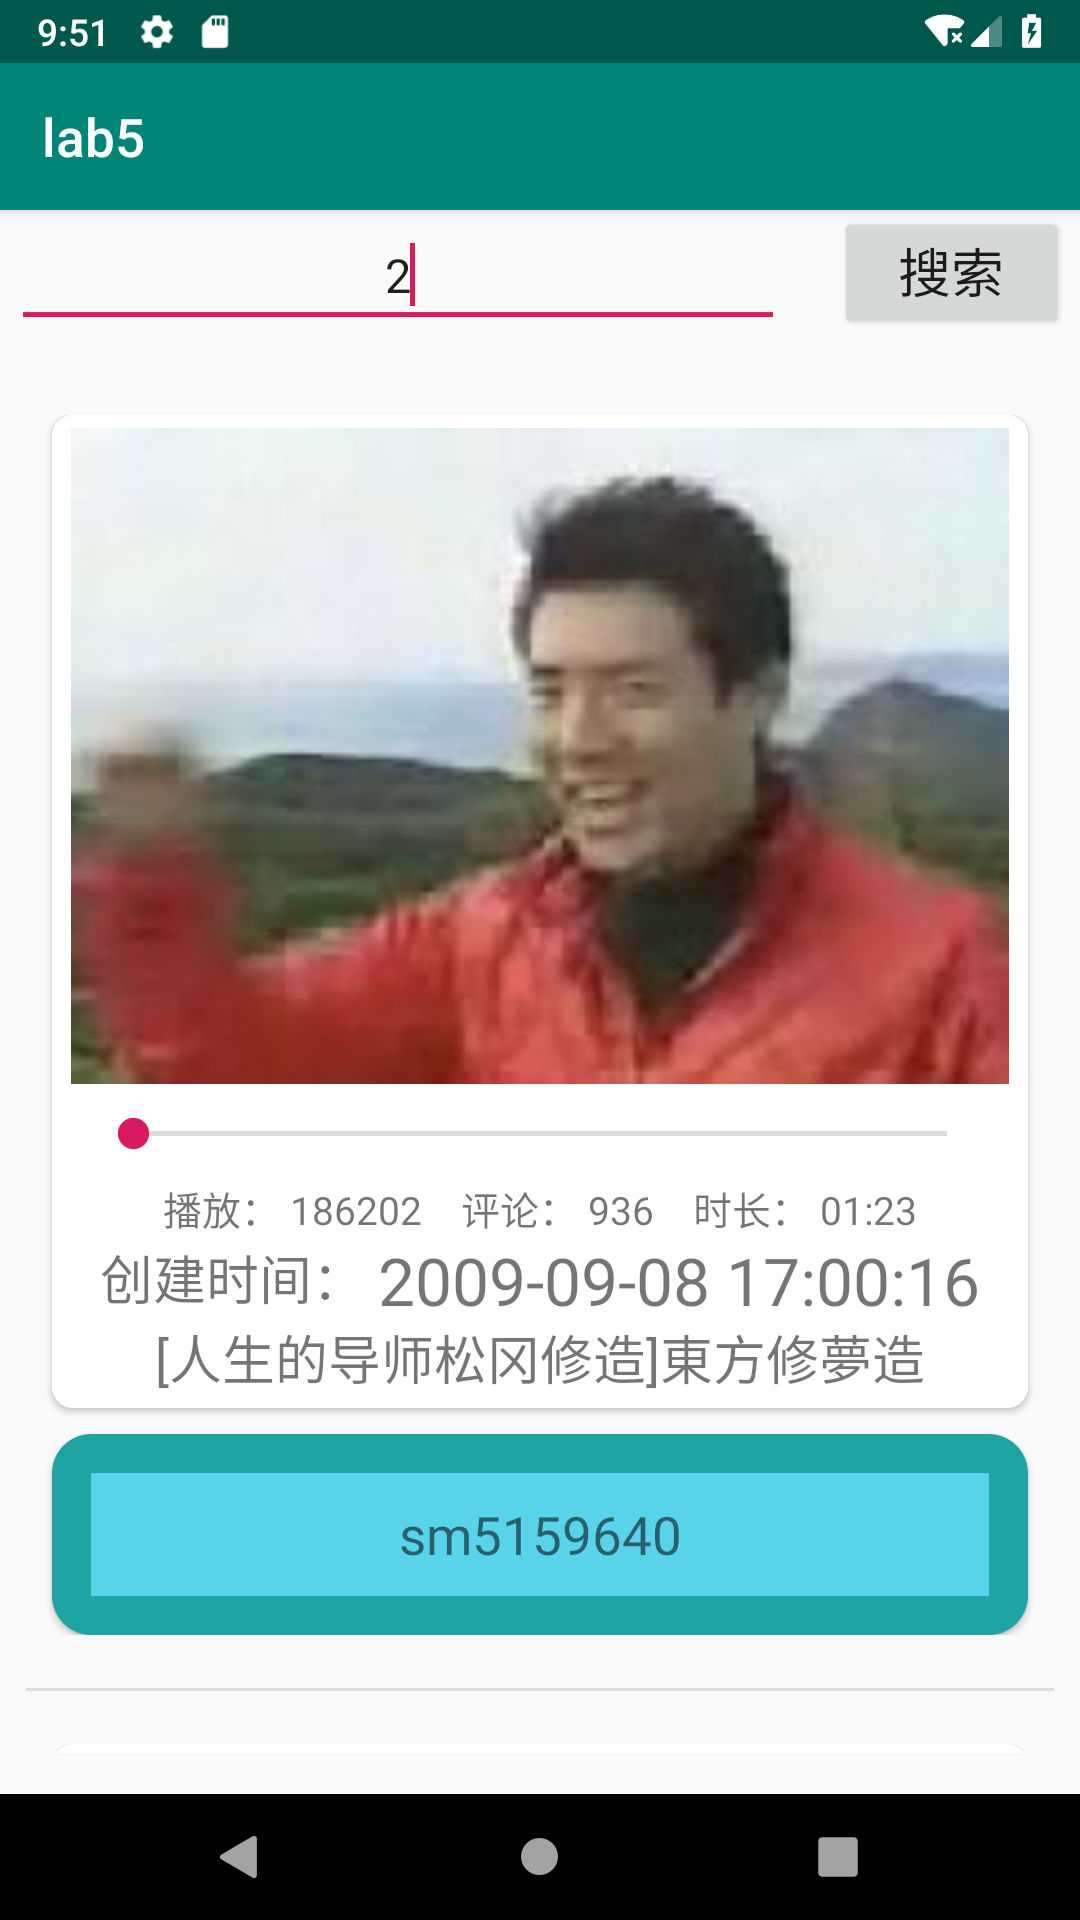 9:51
lab5
2
搜索
播放： 186202 评论： 936 时长： 01:23
创建时间： 2009-09-08 17:00:16
[人生的导师松冈修造]東方修夢造
sm5159640